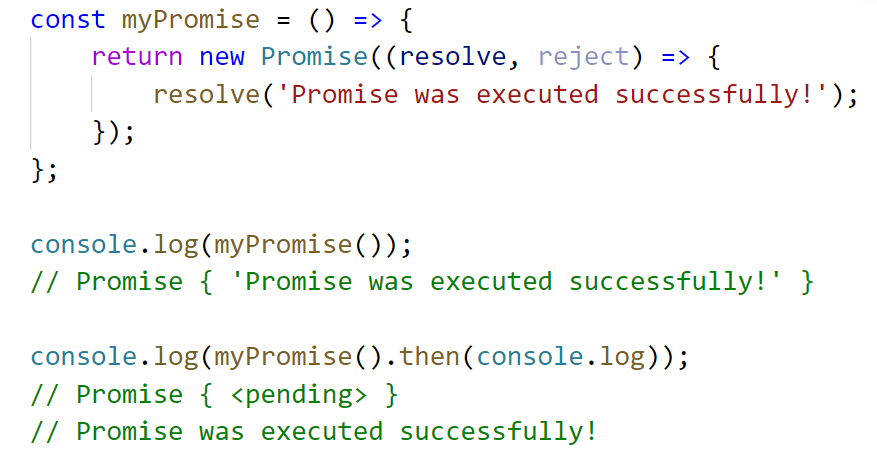 const myPromise = () => {
    return new Promise((resolve, reject) => {
        resolve('Promise was executed successfully!');
    });
};

console.log(myPromise());
// Promise { 'Promise was executed successfully!' }

console.log(myPromise().then(console.log));
// Promise { <pending> }
// Promise was executed successfully!